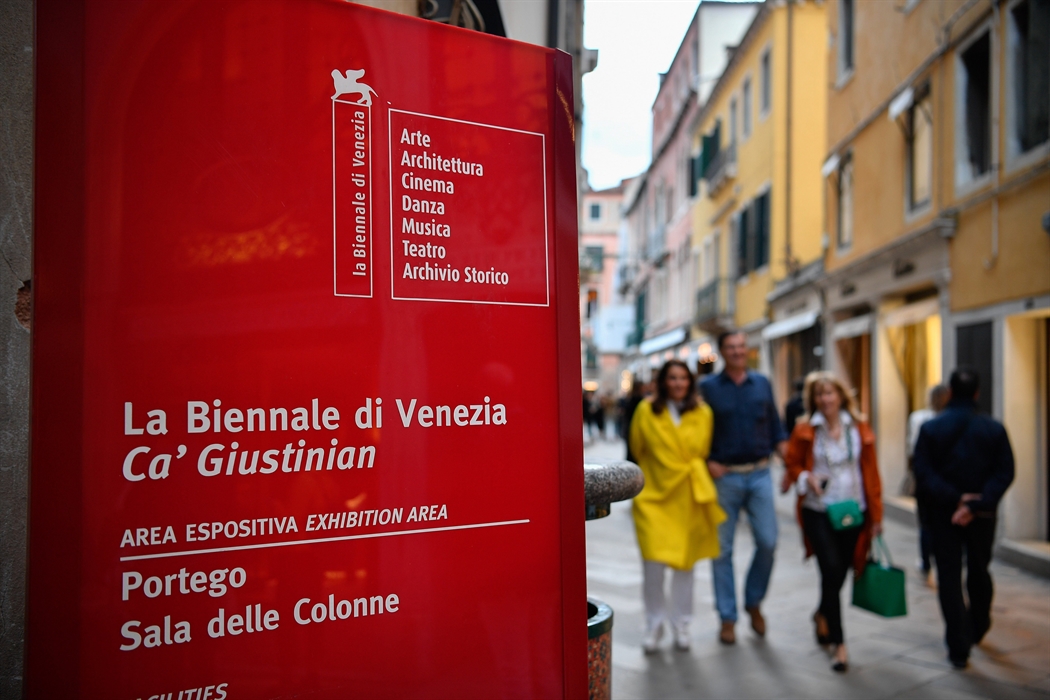 la Biennale di Venezia
Arte
Architettura
Cinema
Danza
Musica
Teatro
Archivio Storico
La Biennale di Venezia
Ca' Giustinian
AREA ESPOSITIVA EXHIBITION AREA
Portego
Sala delle Colonne
FACILITIES